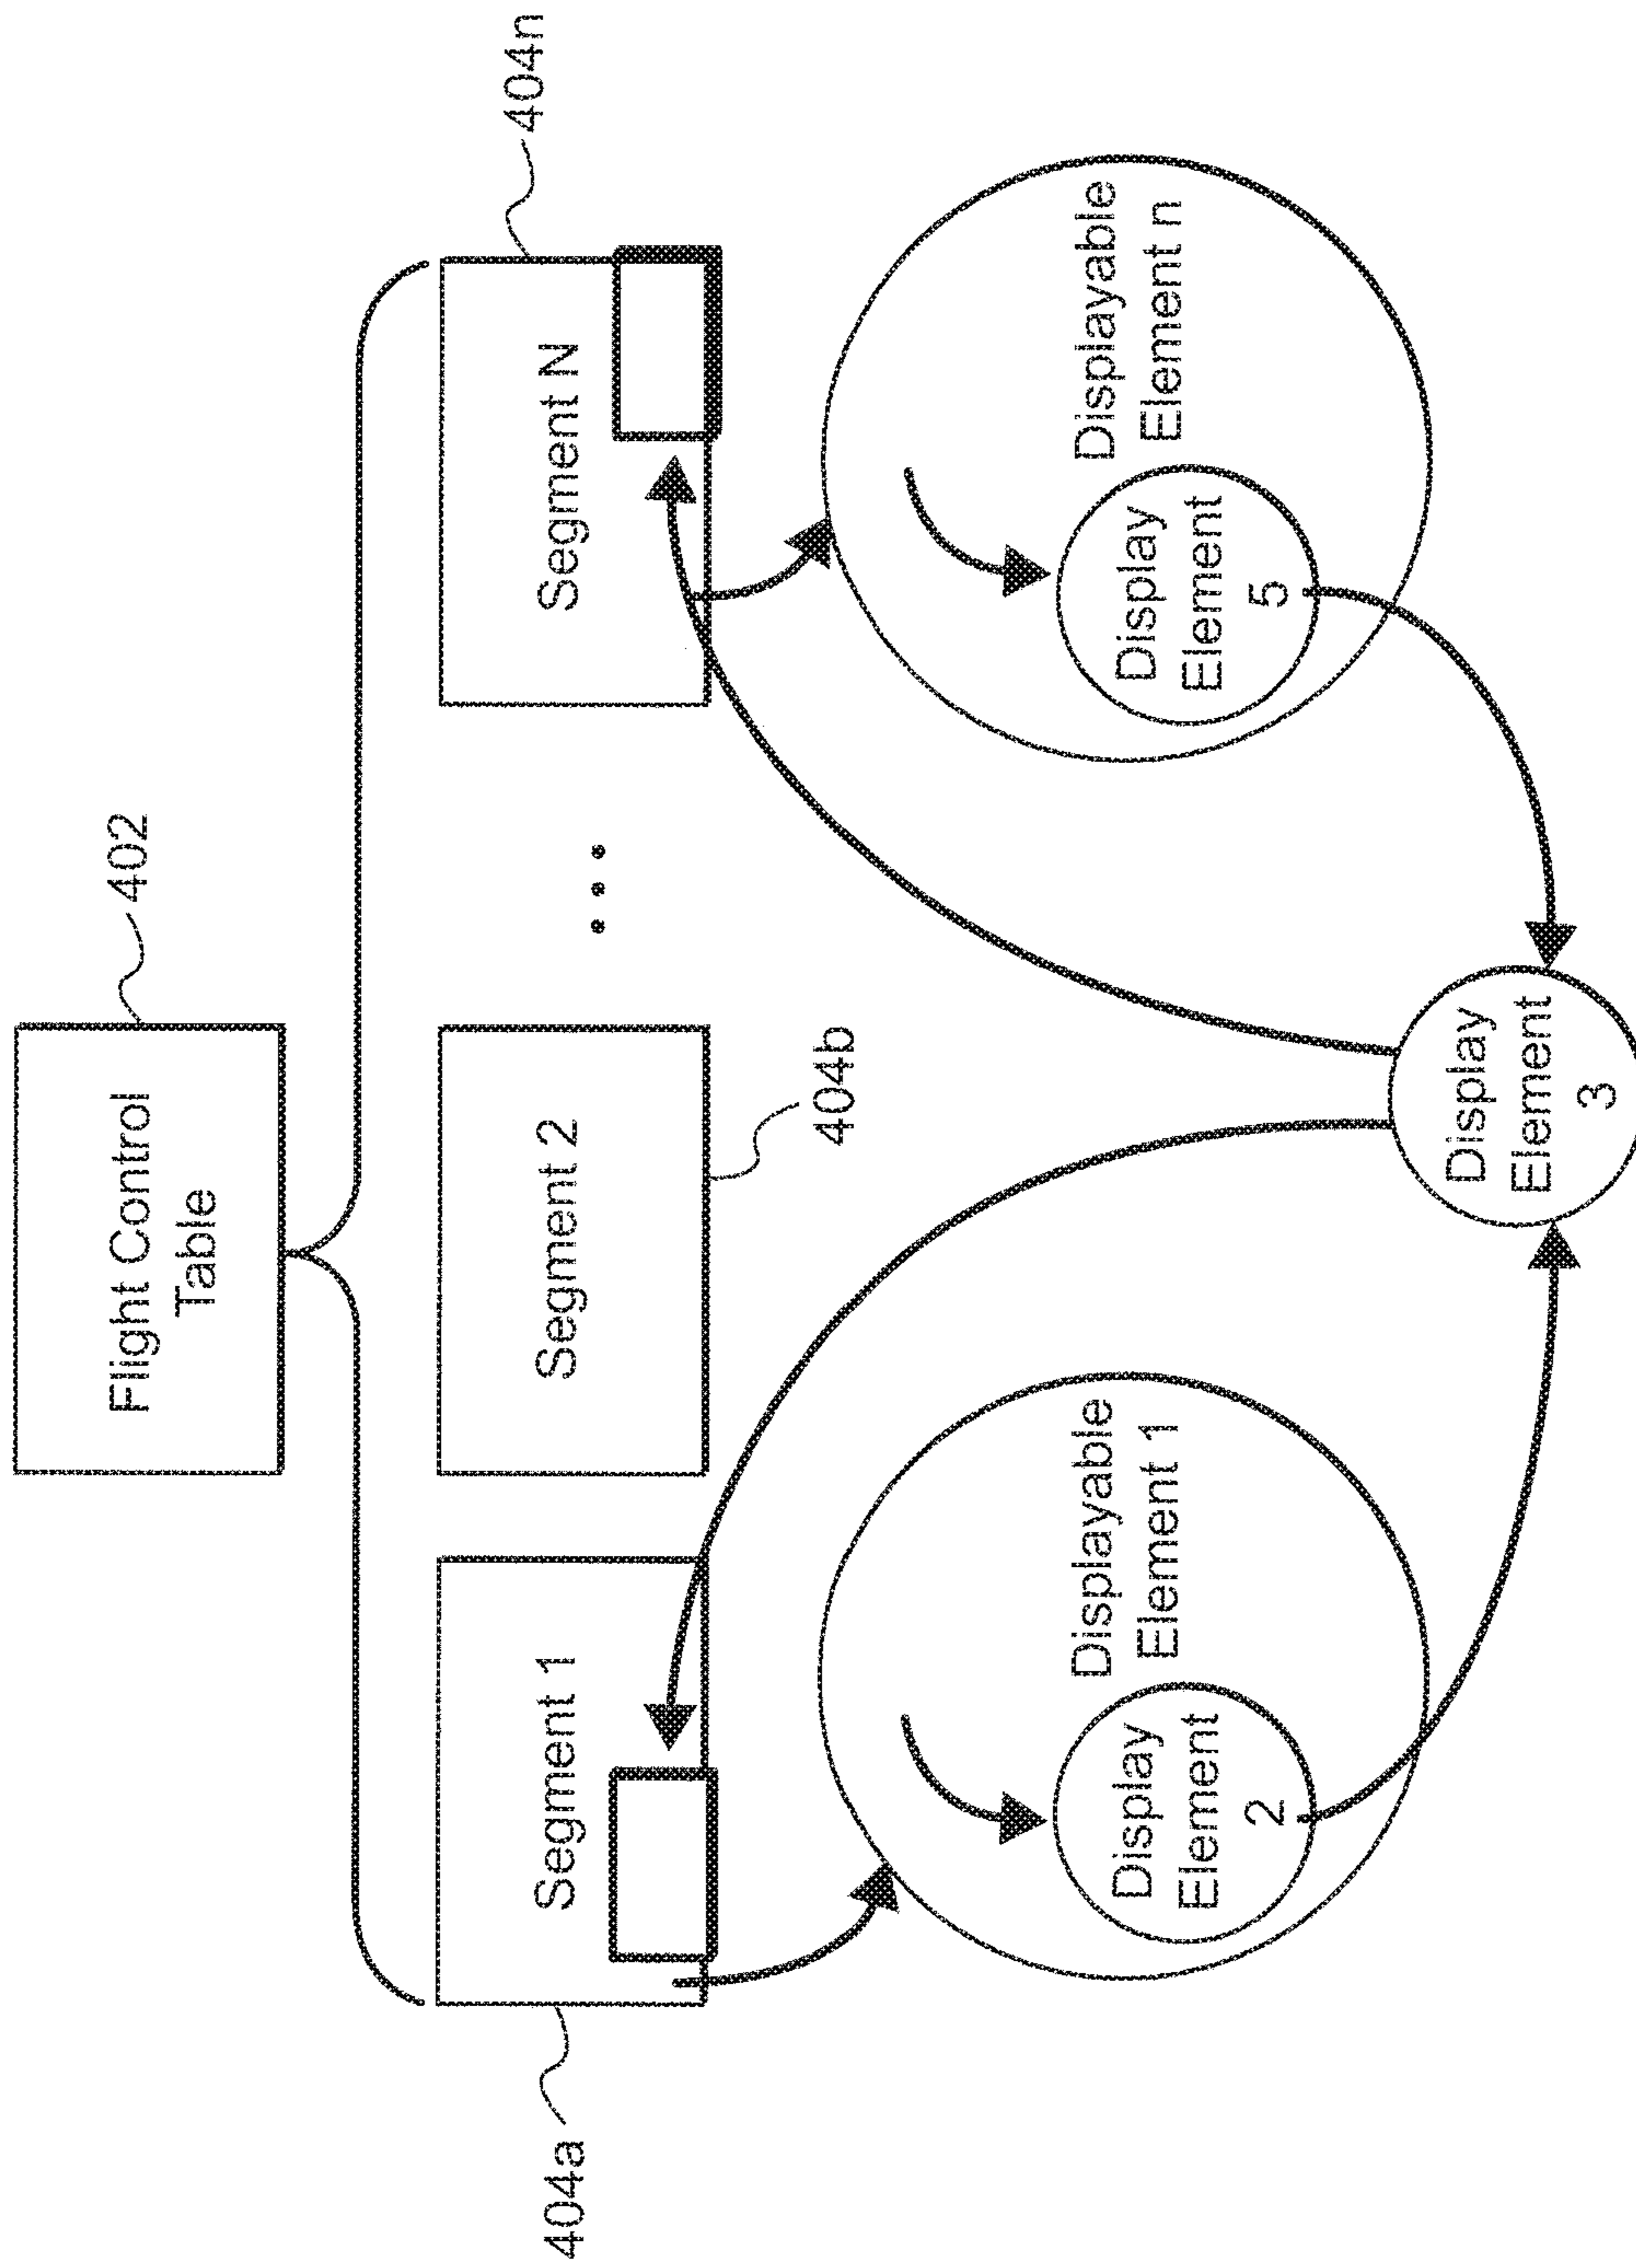 Flight Control
Table
402
404a
Segment 1
Segment 2
404b
Segment N
404n
Displayable
Element 1
Display
Element
2
Displayable
Element n
Display
Element
5
Display
Element
3